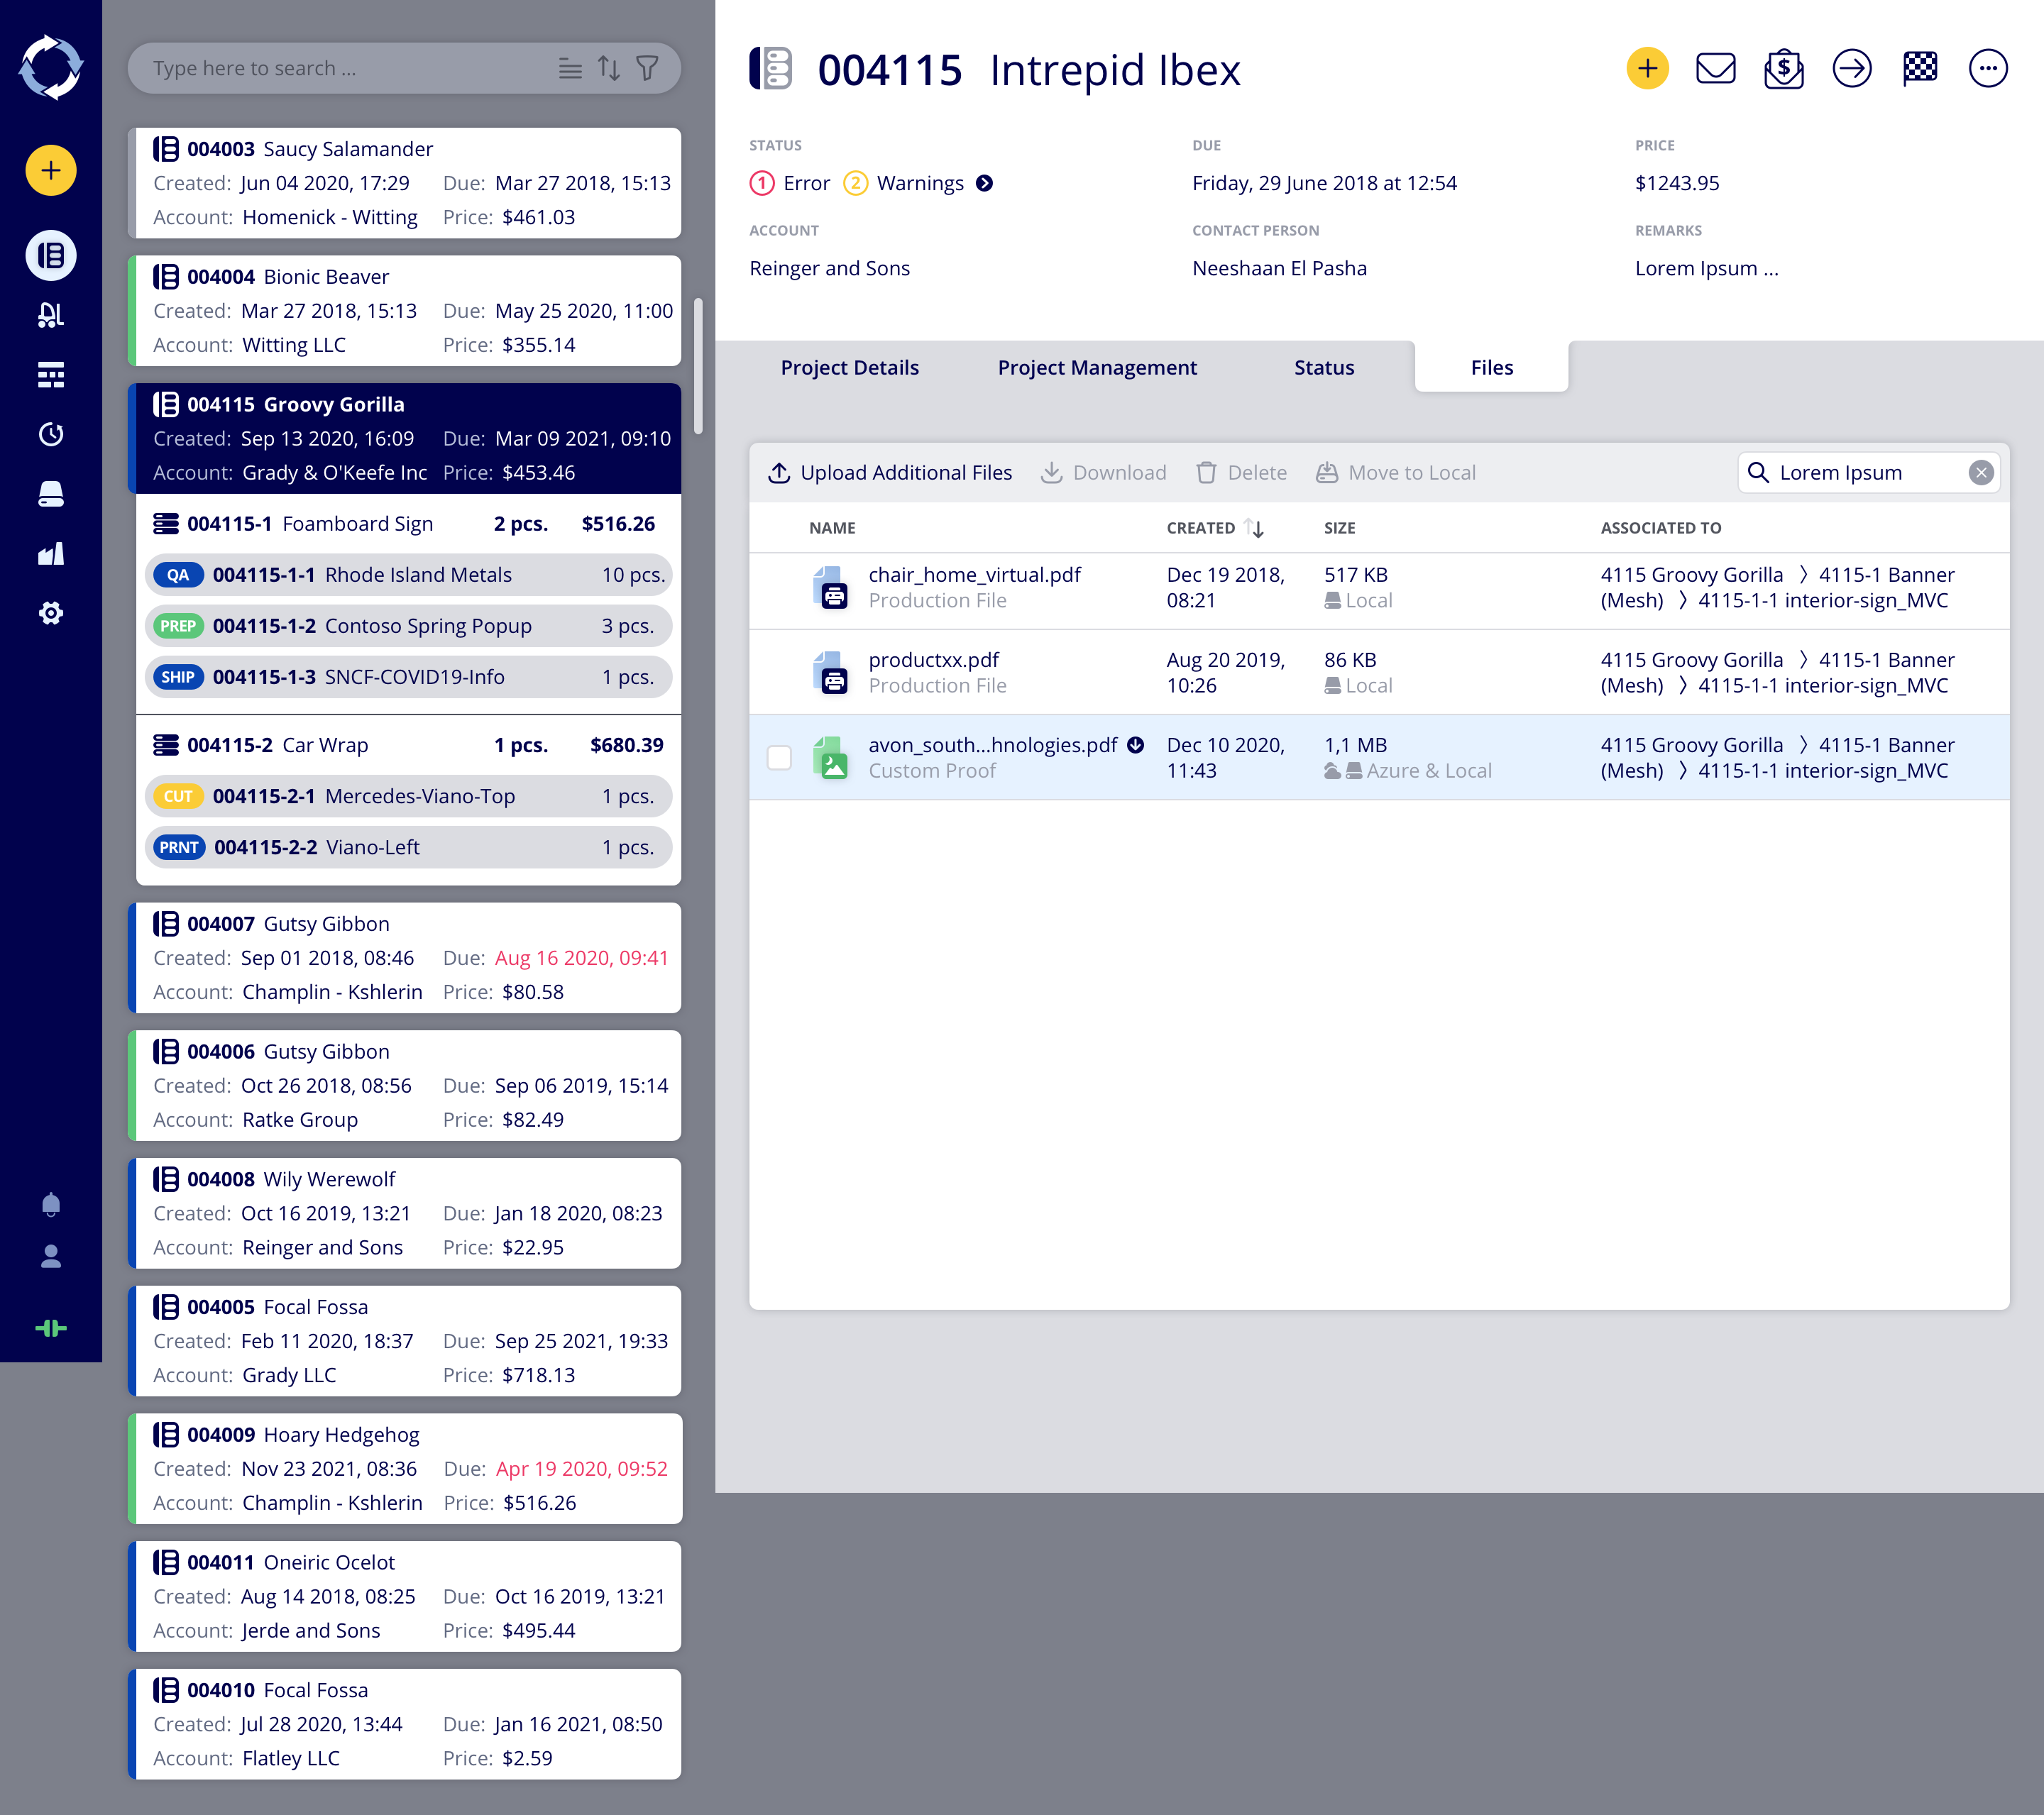 Type here to search ...
004003 Saucy Salamander
Created: Jun 04 2020, 17:29 Due: Mar 27 2018, 15:13
Account: Homenick - Witting Price: $461.03
004004 Bionic Beaver
Created: Mar 27 2018, 15:13 Due: May 25 2020, 11:00
Account: Witting LLC Price: $355.14
004115 Groovy Gorilla
Created: Sep 13 2020, 16:09 Due: Mar 09 2021, 09:10
Account: Grady & O'Keefe Inc Price: $453.46
004115-1 Foamboard Sign 2 pcs. $516.26
QA 004115-1-1 Rhode Island Metals 10 pcs.
PREP 004115-1-2 Contoso Spring Popup 3 pcs.
SHIP 004115-1-3 SNCF-COVID19-Info 1 pcs.
004115-2 Car Wrap 1 pcs. $680.39
CUT 004115-2-1 Mercedes-Viano-Top 1 pcs.
PRNT 004115-2-2 Viano-Left 1 pcs.
004007 Gutsy Gibbon
Created: Sep 01 2018, 08:46 Due: Aug 16 2020, 09:41
Account: Champlin - Kshlerin Price: $80.58
004006 Gutsy Gibbon
Created: Oct 26 2018, 08:56 Due: Sep 06 2019, 15:14
Account: Ratke Group Price: $82.49
004008 Wily Werewolf
Created: Oct 16 2019, 13:21 Due: Jan 18 2020, 08:23
Account: Reinger and Sons Price: $22.95
004005 Focal Fossa
Created: Feb 11 2020, 18:37 Due: Sep 25 2021, 19:33
Account: Grady LLC Price: $718.13
004009 Hoary Hedgehog
Created: Nov 23 2021, 08:36 Due: Apr 19 2020, 09:52
Account: Champlin - Kshlerin Price: $516.26
004011 Oneiric Ocelot
Created: Aug 14 2018, 08:25 Due: Oct 16 2019, 13:21
Account: Jerde and Sons Price: $495.44
004010 Focal Fossa
Created: Jul 28 2020, 13:44 Due: Jan 16 2021, 08:50
Account: Flatley LLC Price: $2.59
004115 Intrepid Ibex
$
STATUS DUE PRICE
1 Error 2 Warnings Friday, 29 June 2018 at 12:54 $1243.95
ACCOUNT CONTACT PERSON REMARKS
Reinger and Sons Neeshaan El Pasha Lorem Ipsum ...
Project Details Project Management Status Files
Upload Additional Files Download Delete Move to Local Lorem Ipsum
NAME CREATED SIZE ASSOCIATED TO
chair_home_virtual.pdf Dec 19 2018, 517 KB 4115 Groovy Gorilla 〉 4115-1 Banner
Production File 08:21 Local (Mesh) 〉 4115-1-1 interior-sign_MVC
productxx.pdf Aug 20 2019, 86 KB 4115 Groovy Gorilla 〉 4115-1 Banner
Production File 10:26 Local (Mesh) 〉 4115-1-1 interior-sign_MVC
avon_south...hnologies.pdf Dec 10 2020, 1,1 MB 4115 Groovy Gorilla 〉 4115-1 Banner
Custom Proof 11:43 Azure & Local (Mesh) 〉 4115-1-1 interior-sign_MVC